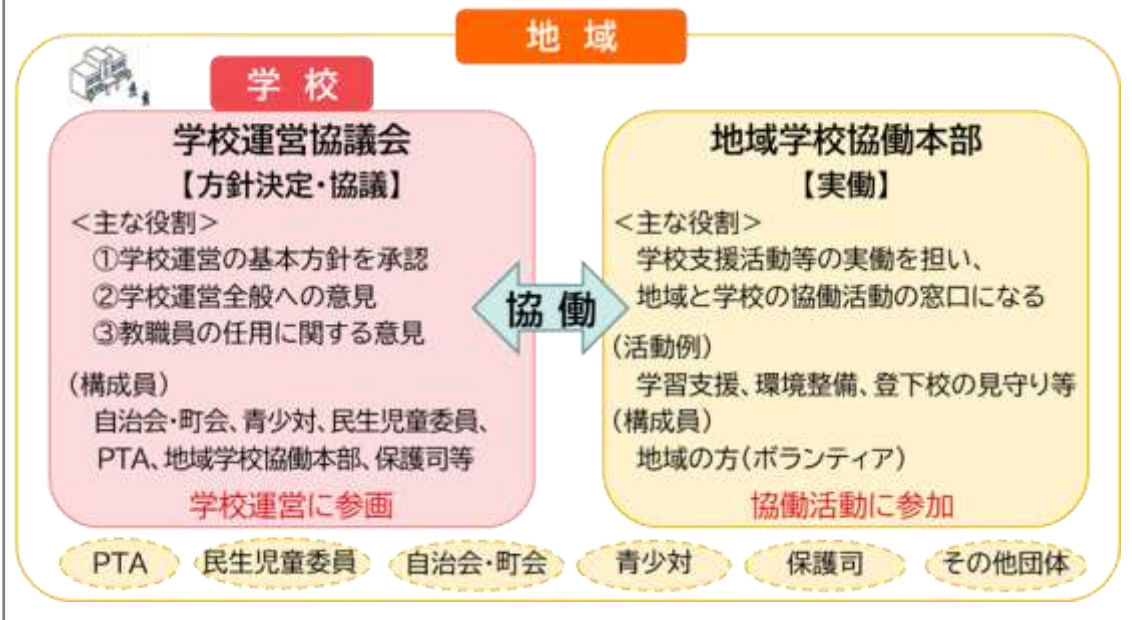 地 域
学 校
学校運営協議会
【方針決定・協議】
＜主な役割＞
①学校運営の基本方針を承認
②学校運営全般への意見
③教職員の任用に関する意見
(構成員)
自治会・町会、青少対、民生児童委員、
PTA、地域学校協働本部、保護司等
学校運営に参画
協 働
地域学校協働本部
【実働】
＜主な役割＞
学校支援活動等の実働を担い、
地域と学校の協働活動の窓口になる
(活動例)
学習支援、環境整備、登下校の見守り等
(構成員)
地域の方(ボランティア)
協働活動に参加
PTA
民生児童委員
自治会・町会
青少対
保護司
その他団体